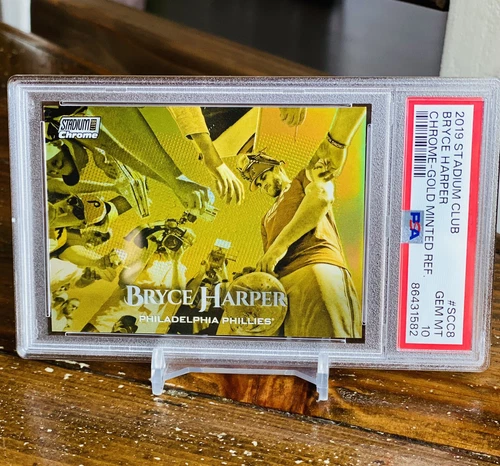 STADIUM CLUB
Chrome
BRYCE HARPER
PHILADELPHIA PHILLIES
2019 STADIUM CLUB
BRYCE HARPER
CHROME-GOLD MINTED REF.
#SCC8
GEM MT
10
86431582
PSA